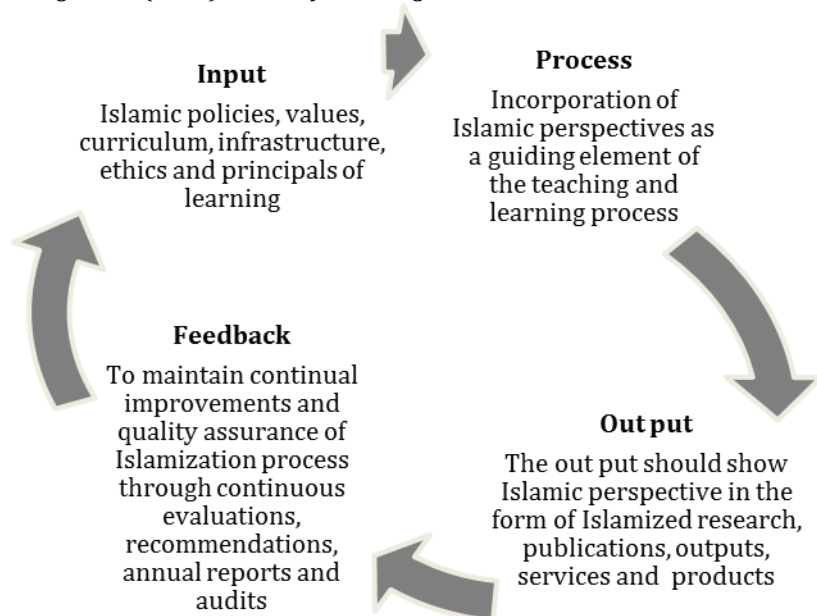 Input
Islamic policies, values,
curriculum, infrastructure,
ethics and principals of
learning
Process
Incorporation of
Islamic perspectives as
a guiding element of
the teaching and
learning process
Out put
The out put should show
Islamic perspective in the
form of Islamized research,
publications, outputs,
services and products
Feedback
To maintain continual
improvements and
quality assurance of
Islamization process
through continuous
evaluations,
recommendations,
annual reports and
audits